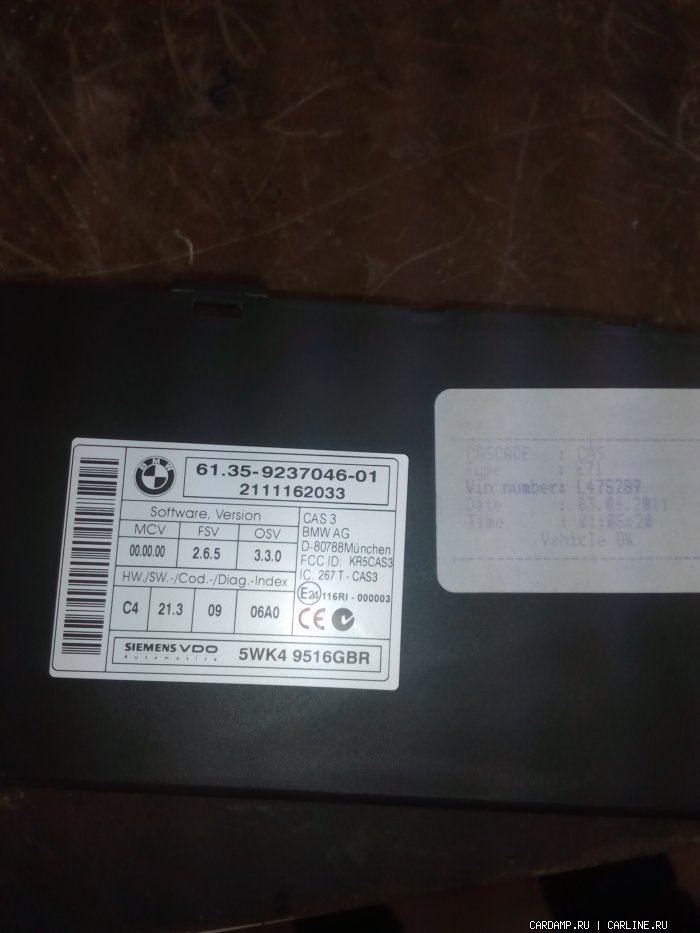 BMW
61.35-9237046-01
2111162033
Software, Version
MCV FSV OSV
00.00.00 2.6.5 3.3.0
HW./SW.-/Cod.-/Diag.-Index
C4 21.3 09 06A0
CAS 3
BMW AG
D-80788München
FCC ID: KR5CAS3
IC: 267 T - CAS3
E24 116RI - 000003
CE
SIEMENS VDO
Automotive
5WK4 9516GBR
CASCADE : CAS
Type : E71
Vin number: L475289
Date : 03.06.2011
Time : 01:05:20
Vehicle OK
CARDAMP.RU | CARLINE.RU